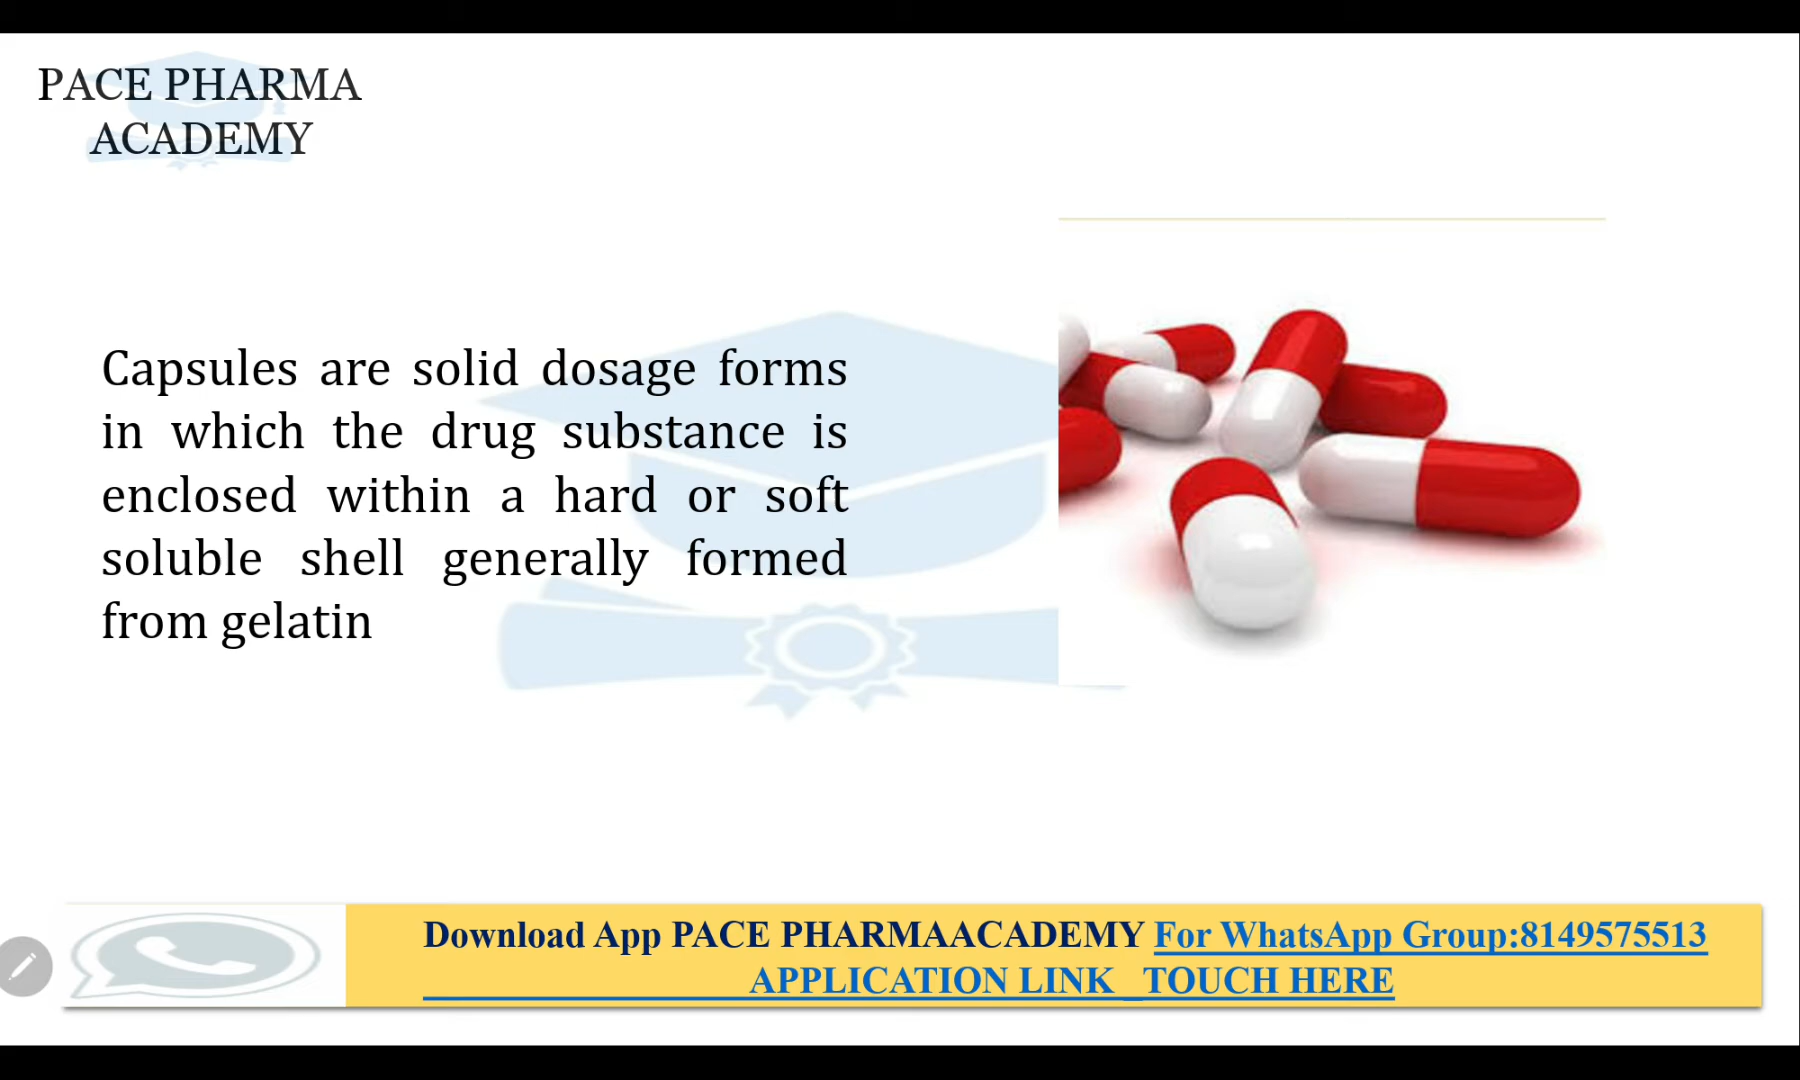 PACE PHARMA
ACADEMY
Capsules are solid dosage forms
in which the drug substance is
enclosed within a hard or soft
soluble shell generally formed
from gelatin
Download App PACE PHARMAACADEMY For WhatsApp Group:8149575513
APPLICATION LINK _TOUCH HERE